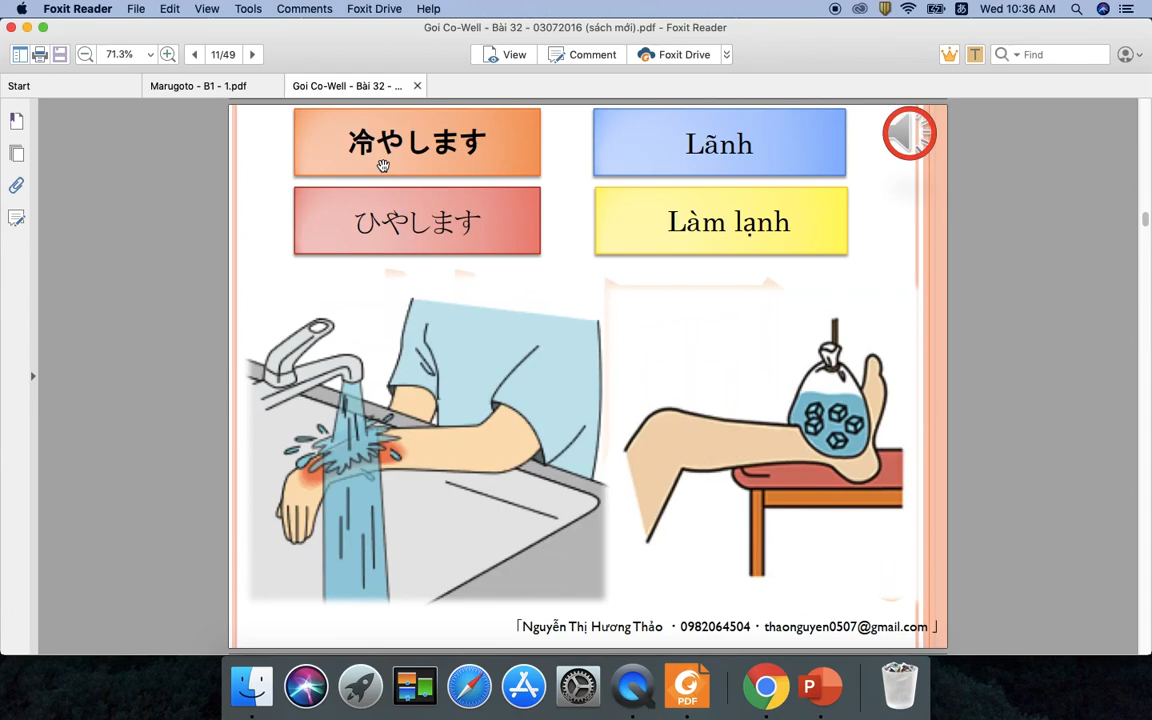 Foxit Reader File Edit View Tools Comments Foxit Drive Help あ Wed 10:36 AM
Goi Co-Well - Bài 32 - 03072016 (sách mới).pdf - Foxit Reader
71.3% 11/49 View Comment Foxit Drive T Find
Start Marugoto - B1 - 1.pdf Goi Co-Well - Bài 32 - ...
冷やします Lãnh
ひやします Làm lạnh
「Nguyễn Thị Hương Thảo ・0982064504・thaonguyen0507@gmail.com 」
PDF P